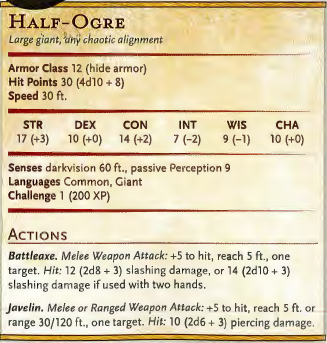 HALF-OGRE
Large giant, any chaotic alignment
Armor Class 12 (hide armor)
Hit Points 30 (4d10 + 8)
Speed 30 ft.
STR DEX CON INT WIS CHA
17 (+3) 10 (+0) 14 (+2) 7 (−2) 9 (−1) 10 (+0)
Senses darkvision 60 ft., passive Perception 9
Languages Common, Giant
Challenge 1 (200 XP)
ACTIONS
Battleaxe. Melee Weapon Attack: +5 to hit, reach 5 ft., one
target. Hit: 12 (2d8 + 3) slashing damage, or 14 (2d10 + 3)
slashing damage if used with two hands.
Javelin. Melee or Ranged Weapon Attack: +5 to hit, reach 5 ft. or
range 30/120 ft., one target. Hit: 10 (2d6 + 3) piercing damage.